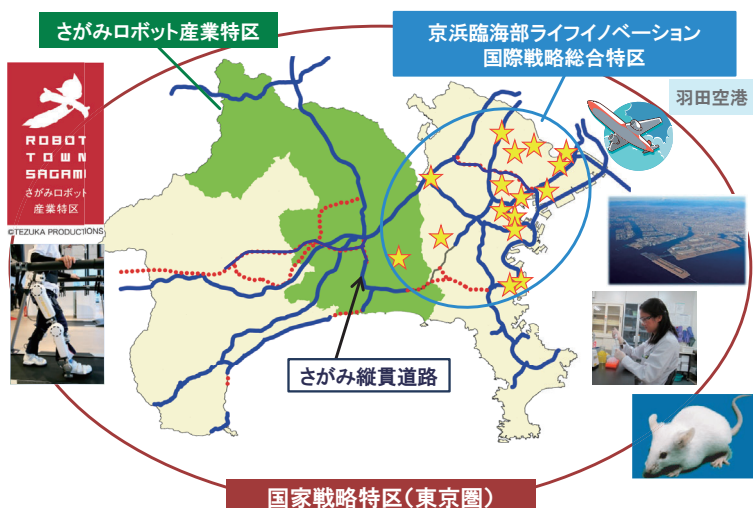 さがみロボット産業特区
京浜臨海部ライフイノベーション
国際戦略総合特区
羽田空港
ROBOT
TOWN
SAGAMI
さがみロボット
産業特区
©TEZUKA PRODUCTIONS
さがみ縦貫道路
国家戦略特区(東京圏)